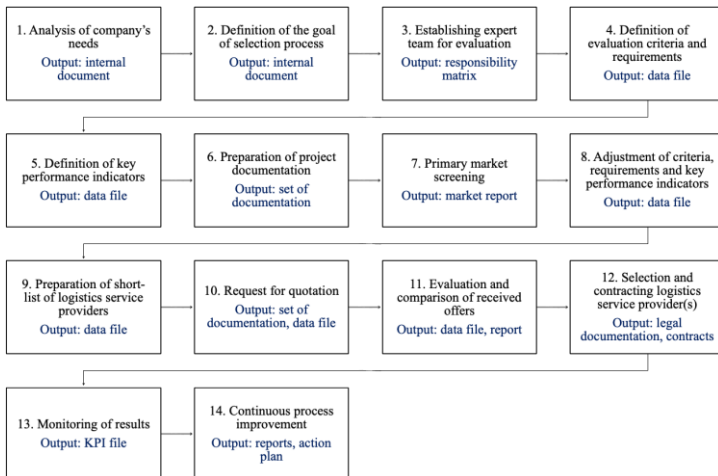 1. Analysis of company's
needs
Output: internal
document
2. Definition of the goal
of selection process
Output: internal
document
3. Establishing expert
team for evaluation
Output: responsibility
matrix
4. Definition of
evaluation criteria and
requirements
Output: data file
5. Definition of key
performance indicators
Output: data file
6. Preparation of project
documentation
Output: set of
documentation
7. Primary market
screening
Output: market report
8. Adjustment of criteria,
requirements and key
performance indicators
Output: data file
9. Preparation of short-
list of logistics service
providers
Output: data file
10. Request for quotation
Output: set of
documentation, data file
11. Evaluation and
comparison of received
offers
Output: data file, report
12. Selection and
contracting logistics
service provider(s)
Output: legal
documentation, contracts
13. Monitoring of results
Output: KPI file
14. Continuous process
improvement
Output: reports, action
plan